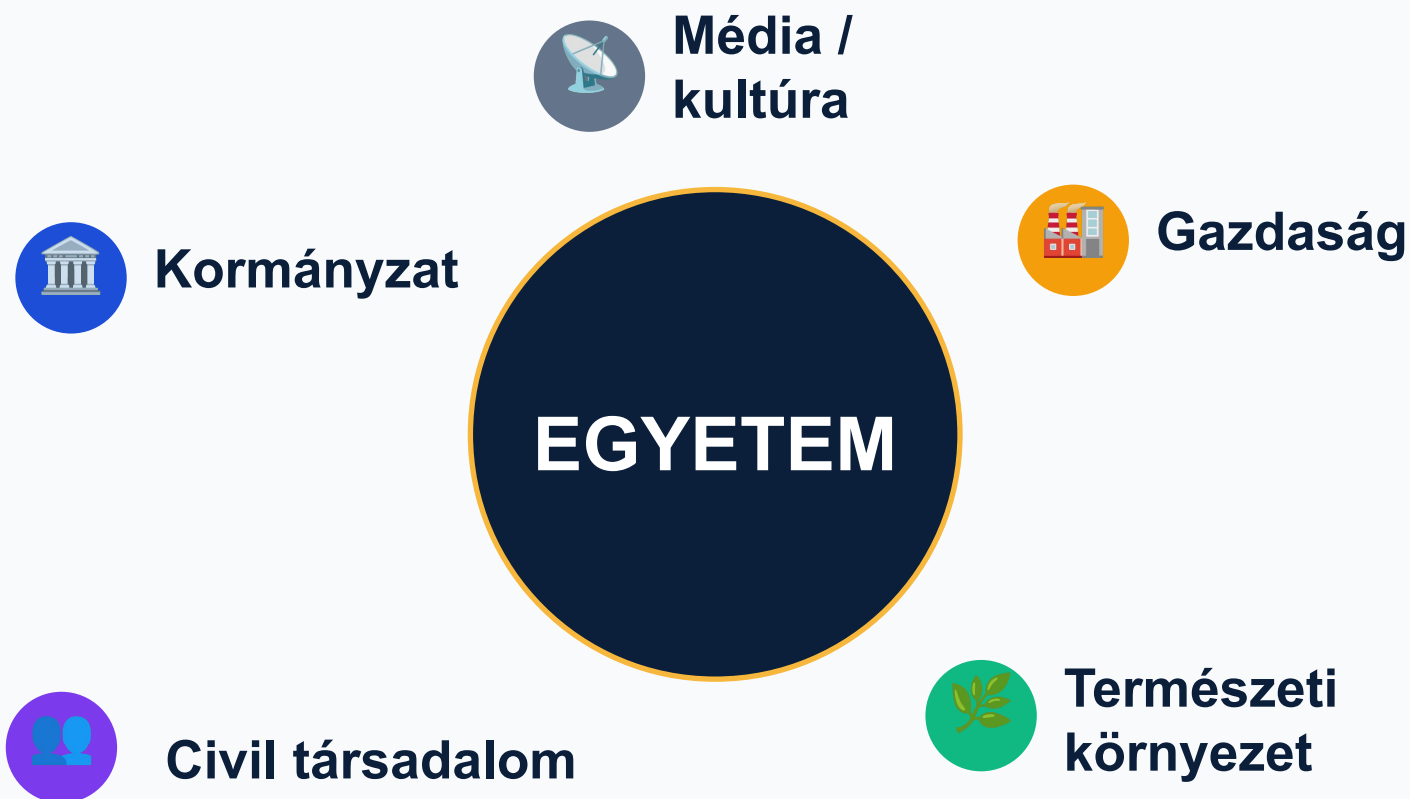 Média /
kultúra
Gazdaság
Kormányzat
EGYETEM
Természeti
környezet
Civil társadalom